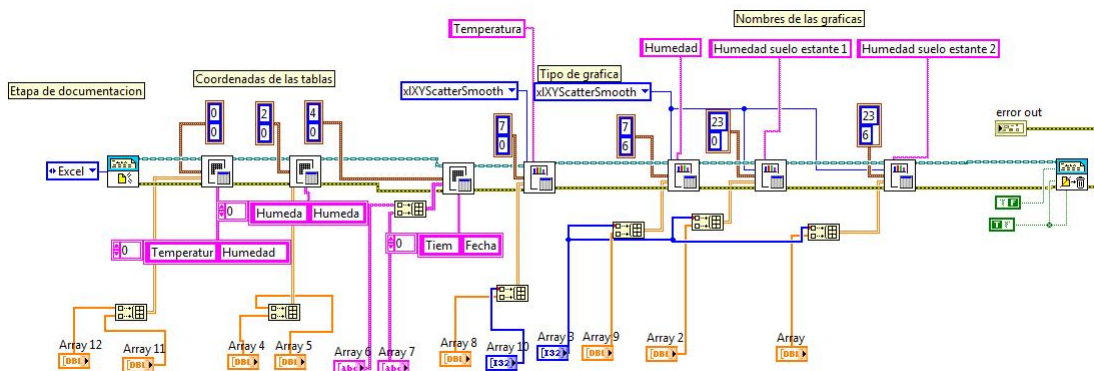 Nombres de las graficas
Temperatura
Humedad
Humedad suelo estante 1
Humedad suelo estante 2
Coordenadas de las tablas
Tipo de grafica
Etapa de documentacion
xlXYScatterSmooth
xlXYScatterSmooth
0
0
2
0
4
0
7
0
7
6
23
0
23
6
error out
Excel
0
Humeda
Humeda
0
Temperatur
Humedad
0
Tiem
Fecha
F
T
Array 12
Array 11
Array 4
Array 5
Array 6
Array 7
Array 8
Array 10
Array 3
Array 9
Array 2
Array
[DBL]
[DBL]
[DBL]
[DBL]
[abc]
[abc]
[DBL]
[I32]
[I32]
[DBL]
[DBL]
[DBL]